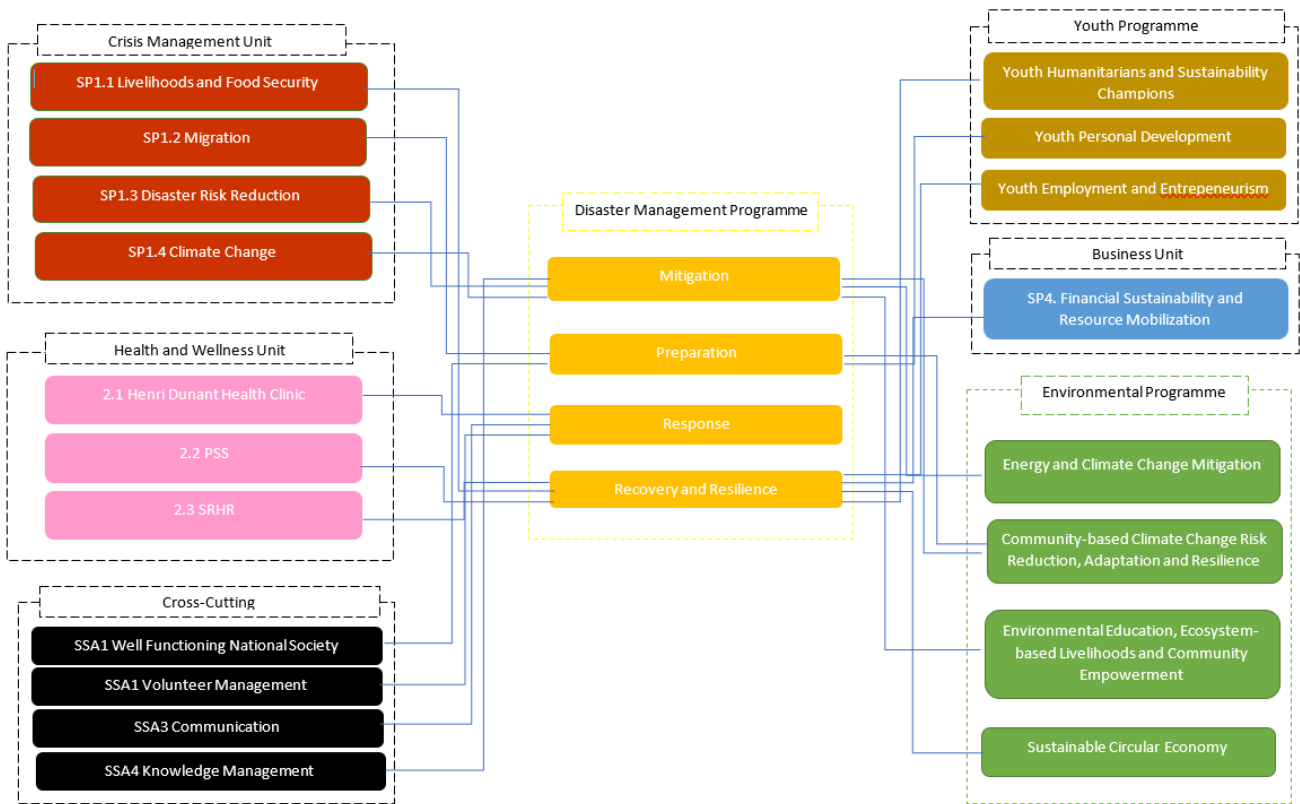 Crisis Management Unit
SP1.1 Livelihoods and Food Security
SP1.2 Migration
SP1.3 Disaster Risk Reduction
SP1.4 Climate Change
Health and Wellness Unit
2.1 Henri Dunant Health Clinic
2.2 PSS
2.3 SRHR
Cross-Cutting
SSA1 Well Functioning National Society
SSA1 Volunteer Management
SSA3 Communication
SSA4 Knowledge Management
Disaster Management Programme
Mitigation
Preparation
Response
Recovery and Resilience
Youth Programme
Youth Humanitarians and Sustainability
Champions
Youth Personal Development
Youth Employment and Entrepeneurism
Business Unit
SP4. Financial Sustainability and
Resource Mobilization
Environmental Programme
Energy and Climate Change Mitigation
Community-based Climate Change Risk
Reduction, Adaptation and Resilience
Environmental Education, Ecosystem-
based Livelihoods and Community
Empowerment
Sustainable Circular Economy